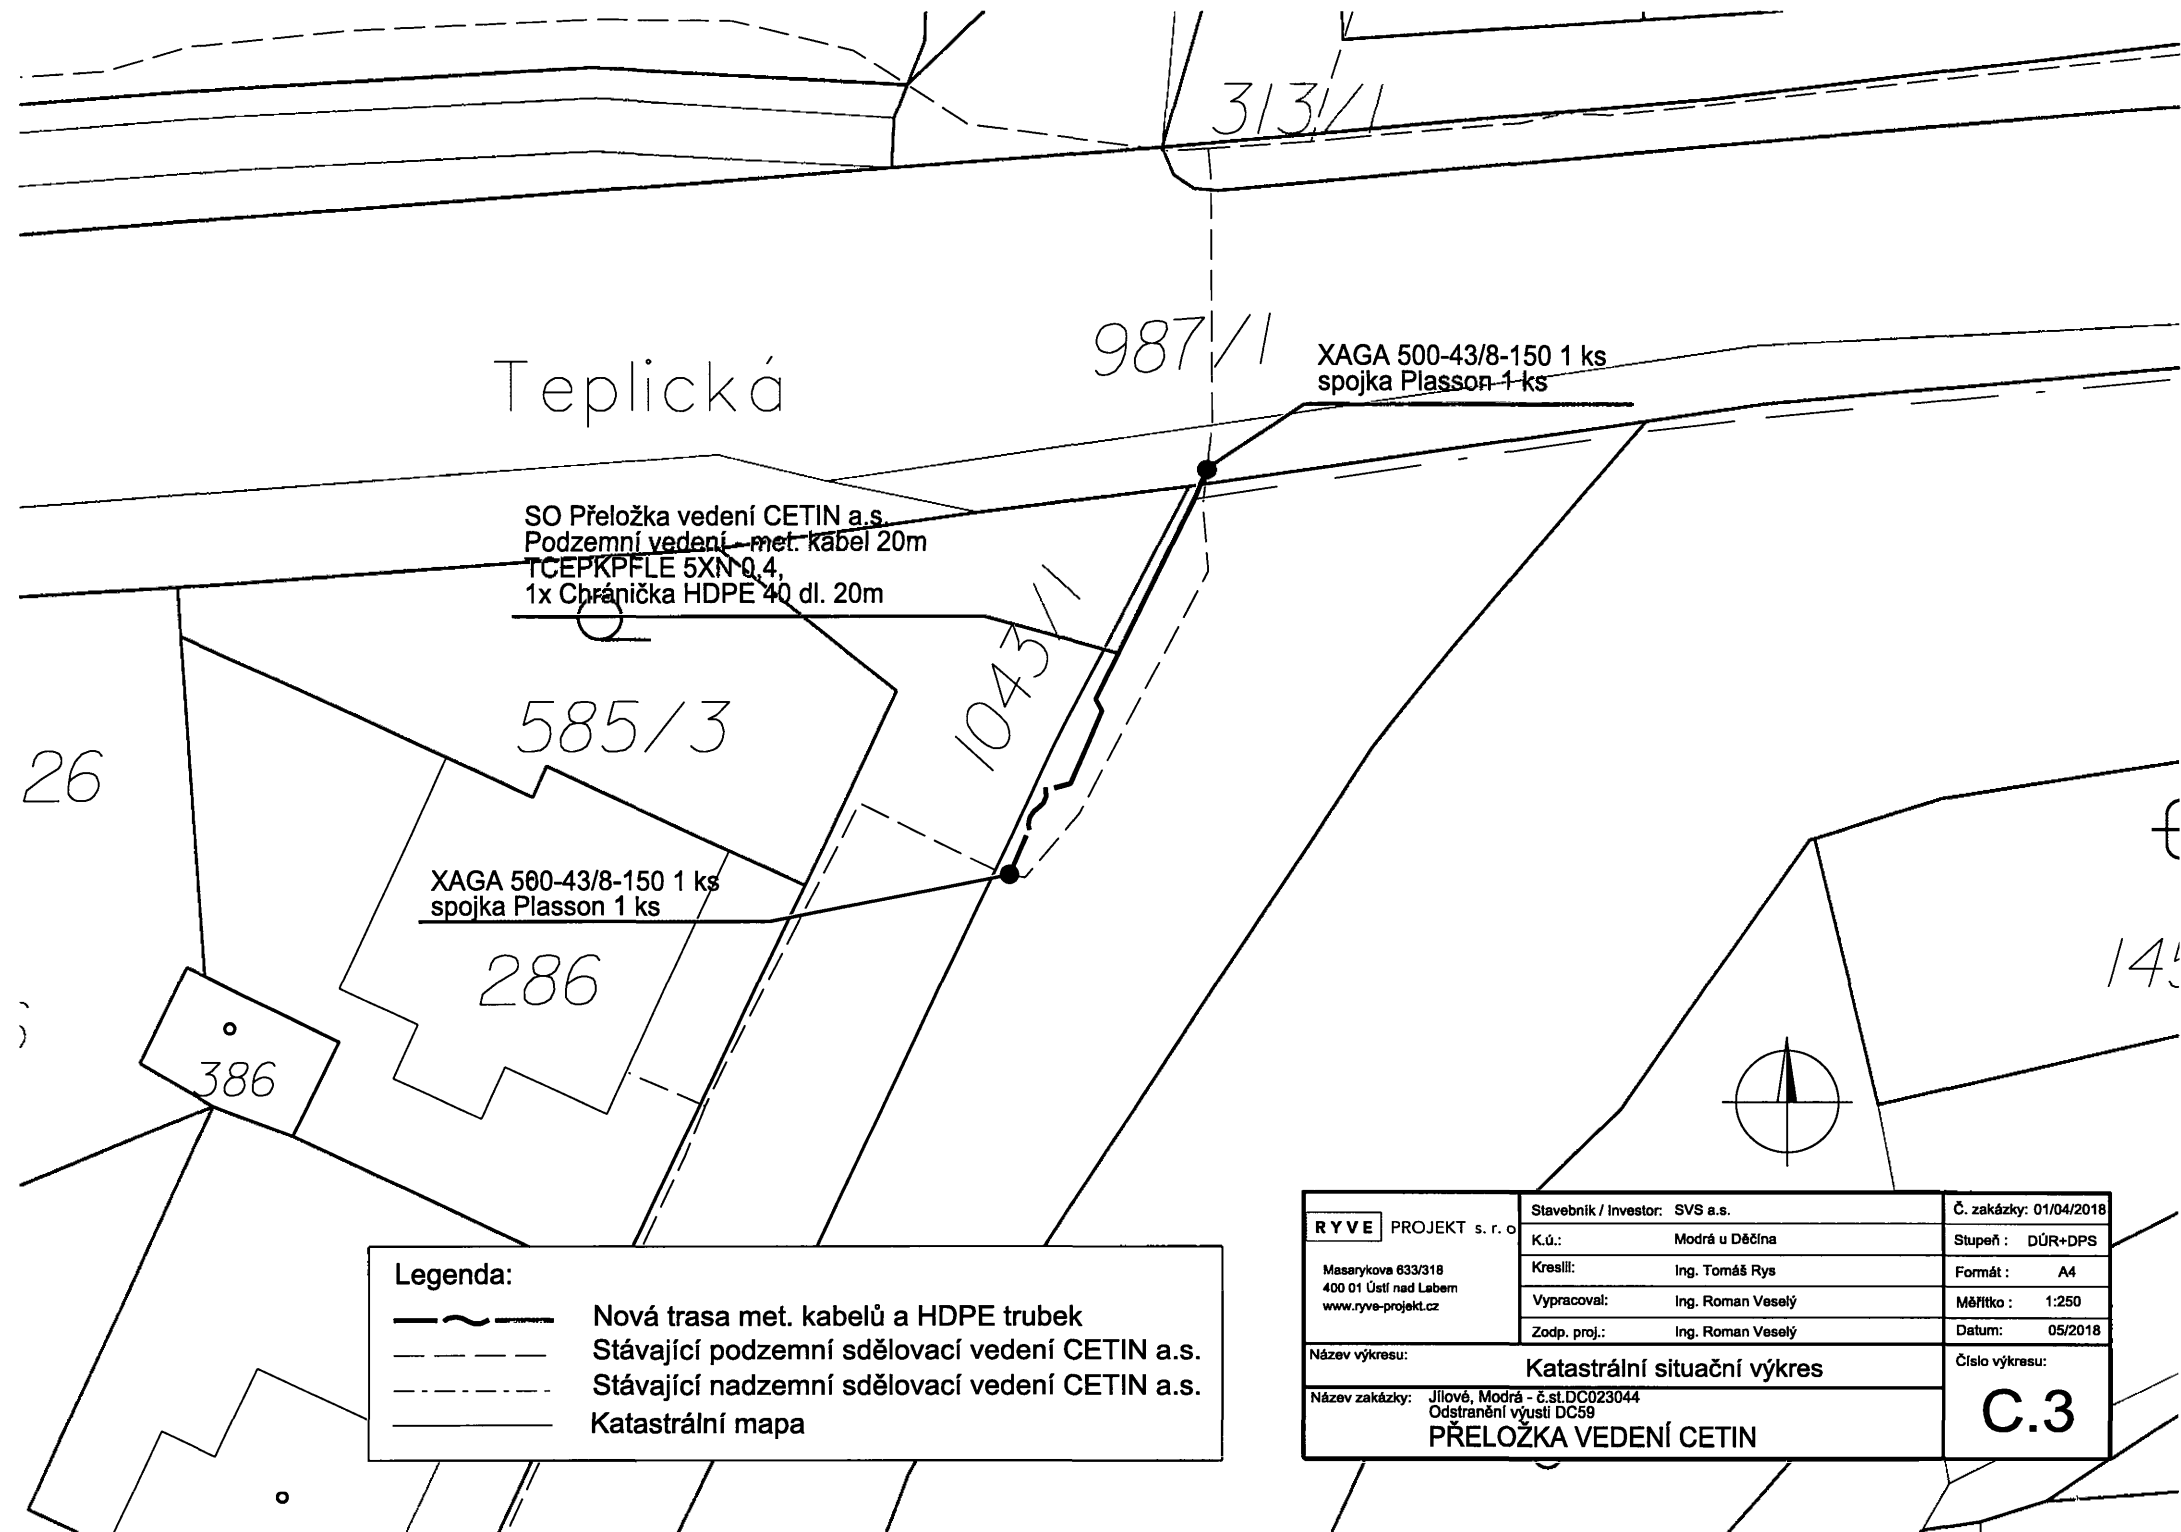 313/1
987/1
Teplická
XAGA 500-43/8-150 1 ks
spojka Plasson 1 ks
SO Přeložka vedení CETIN a.s.
Podzemní vedení - met. kabel 20m
TCEPKPFLE 5XN 0,4,
1x Chránička HDPE 40 dl. 20m
1043/1
585/3
26
XAGA 500-43/8-150 1 ks
spojka Plasson 1 ks
286
386
Legenda:
Nová trasa met. kabelů a HDPE trubek
Stávající podzemní sdělovací vedení CETIN a.s.
Stávající nadzemní sdělovací vedení CETIN a.s.
Katastrální mapa
RYVE PROJEKT s. r. o
Masarykova 633/318
400 01 Ústí nad Labem
www.ryve-projekt.cz
Stavebník / Investor: SVS a.s.
K.ú.: Modrá u Děčína
Kreslil: Ing. Tomáš Rys
Vypracoval: Ing. Roman Veselý
Zodp. proj.: Ing. Roman Veselý
Č. zakázky: 01/04/2018
Stupeň : DÚR+DPS
Formát : A4
Měřítko : 1:250
Datum: 05/2018
Název výkresu: Katastrální situační výkres
Číslo výkresu:
C.3
Název zakázky: Jílové, Modrá - č.st.DC023044
Odstranění výusti DC59
PŘELOŽKA VEDENÍ CETIN